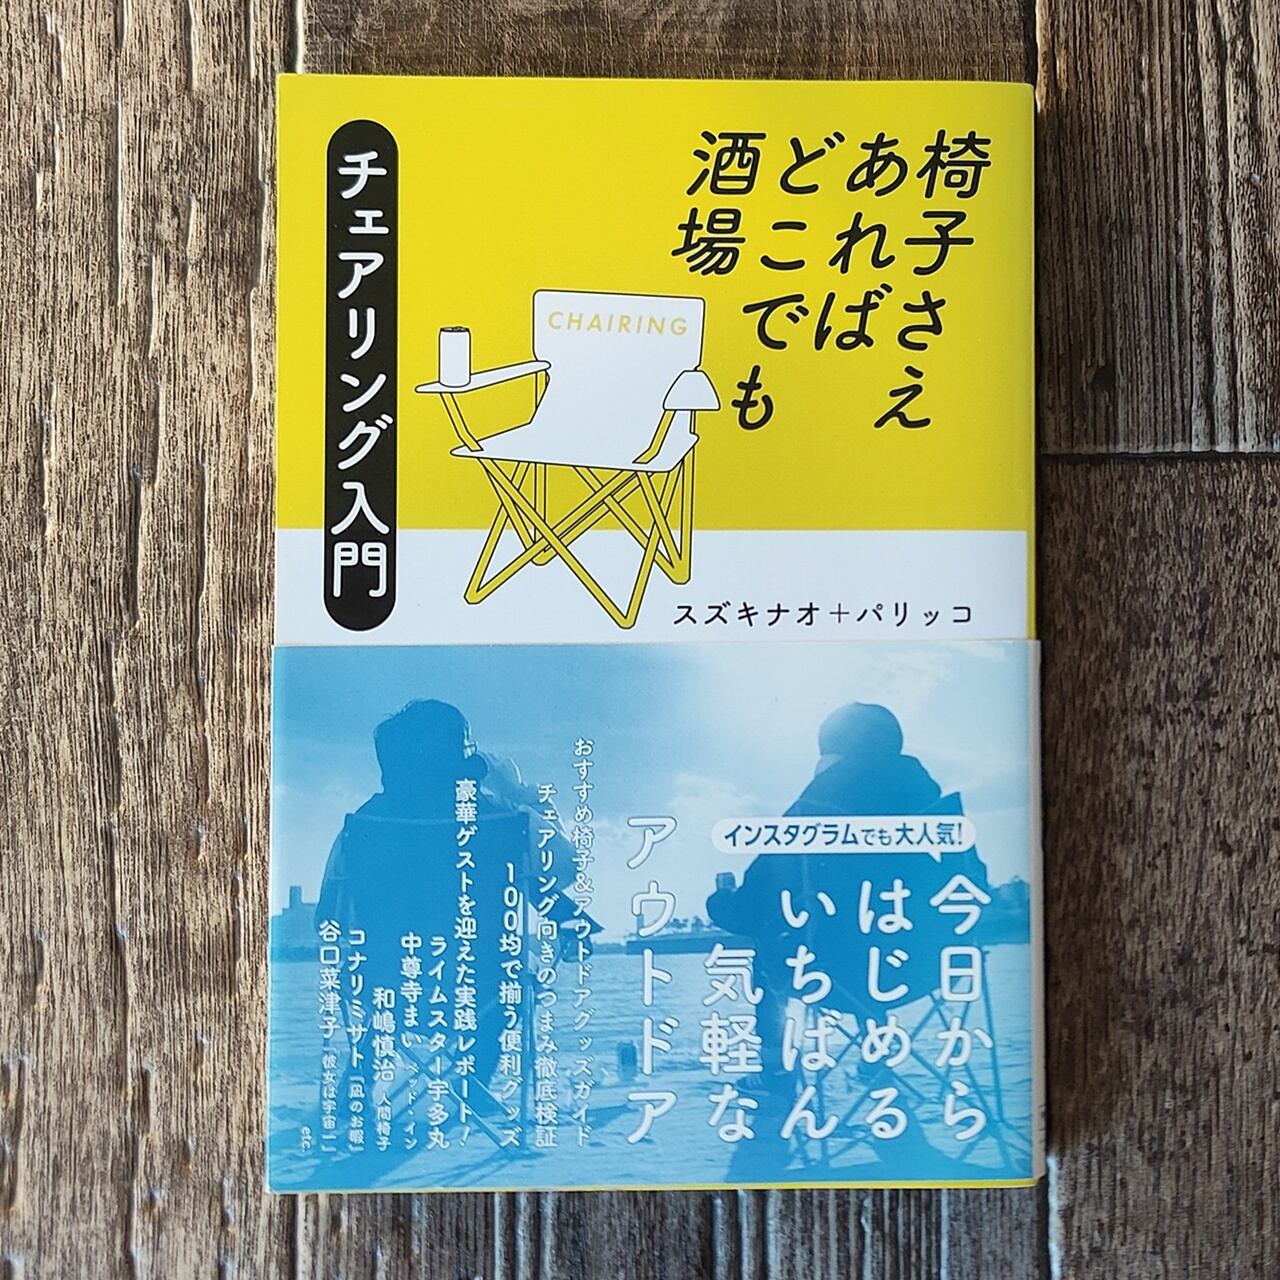 椅子さえ
あれば
どこでも
酒場
チェアリング入門
CHAIRING
スズキナオ+パリッコ
インスタグラムでも大人気!
今日から
はじめる
いちばん
気軽な
アウトドア
おすすめ椅子&アウトドアグッズガイド
チェアリング向きのつまみ徹底検証
100均で揃う便利グッズ
豪華ゲストを迎えた実践レポート!
ライムスター宇多丸
中尊寺まい ベッド・イン
和嶋慎治 人間椅子
コナリミサト「凪のお暇」
谷口菜津子「彼女は宇宙一」
etc.